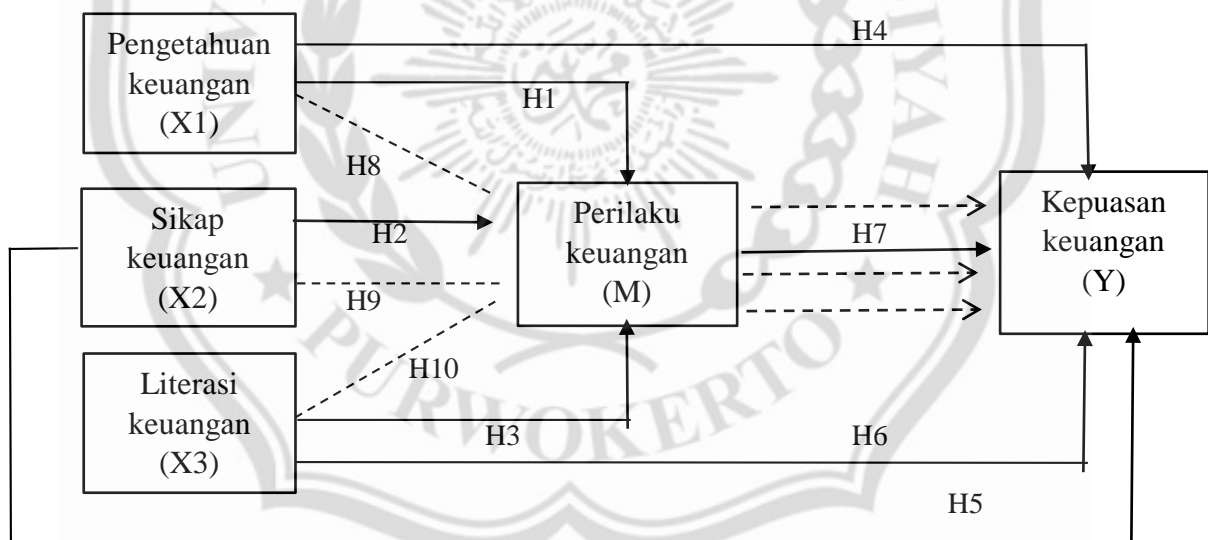 Pengetahuan
keuangan
(X1)
H4
H1
H8
Sikap
keuangan
(X2)
H2
H9
Perilaku
keuangan
(M)
H7
Kepuasan
keuangan
(Y)
Literasi
keuangan
(X3)
H10
H3
H6
H5
PURWOKERTO